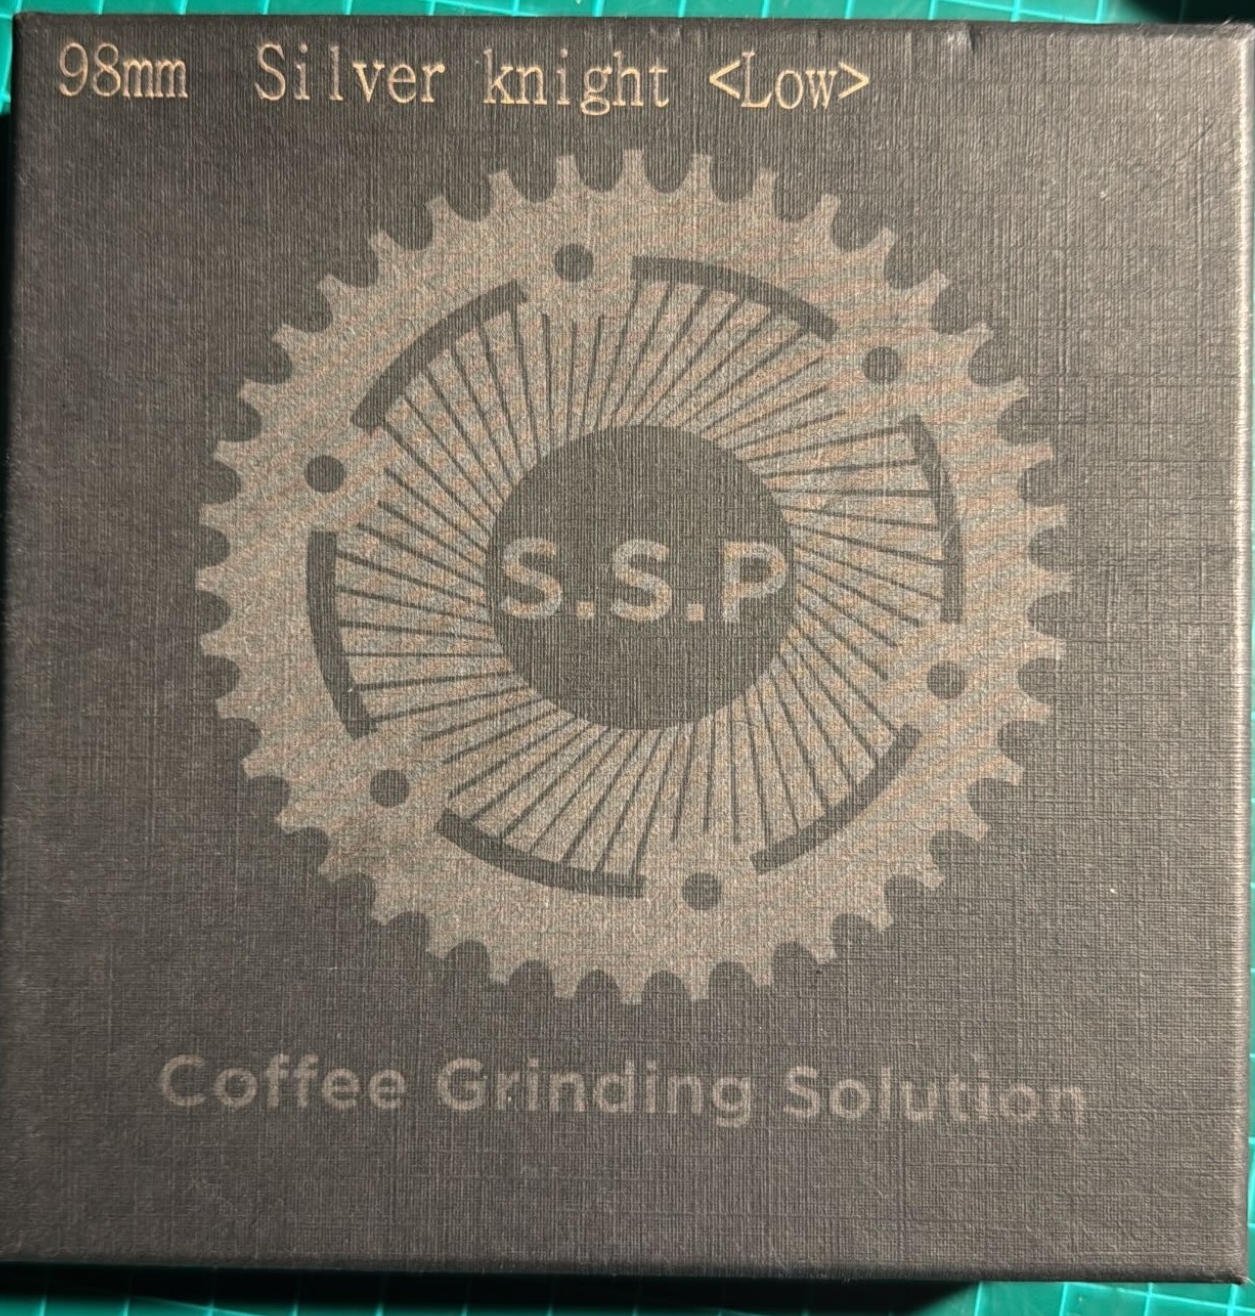 98mm Silver knight <Low>
S.S.P
Coffee Grinding Solution